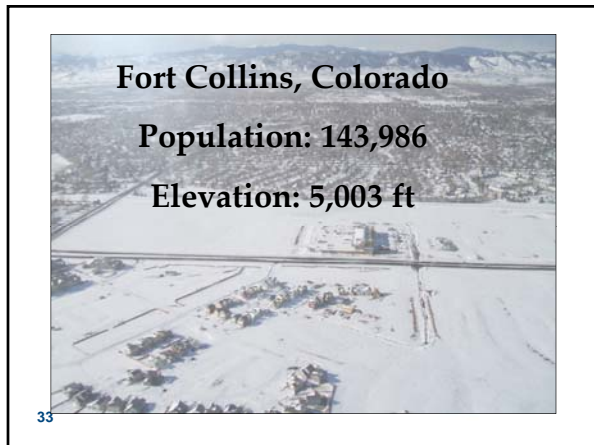 Fort Collins, Colorado
Population: 143,986
Elevation: 5,003 ft
33